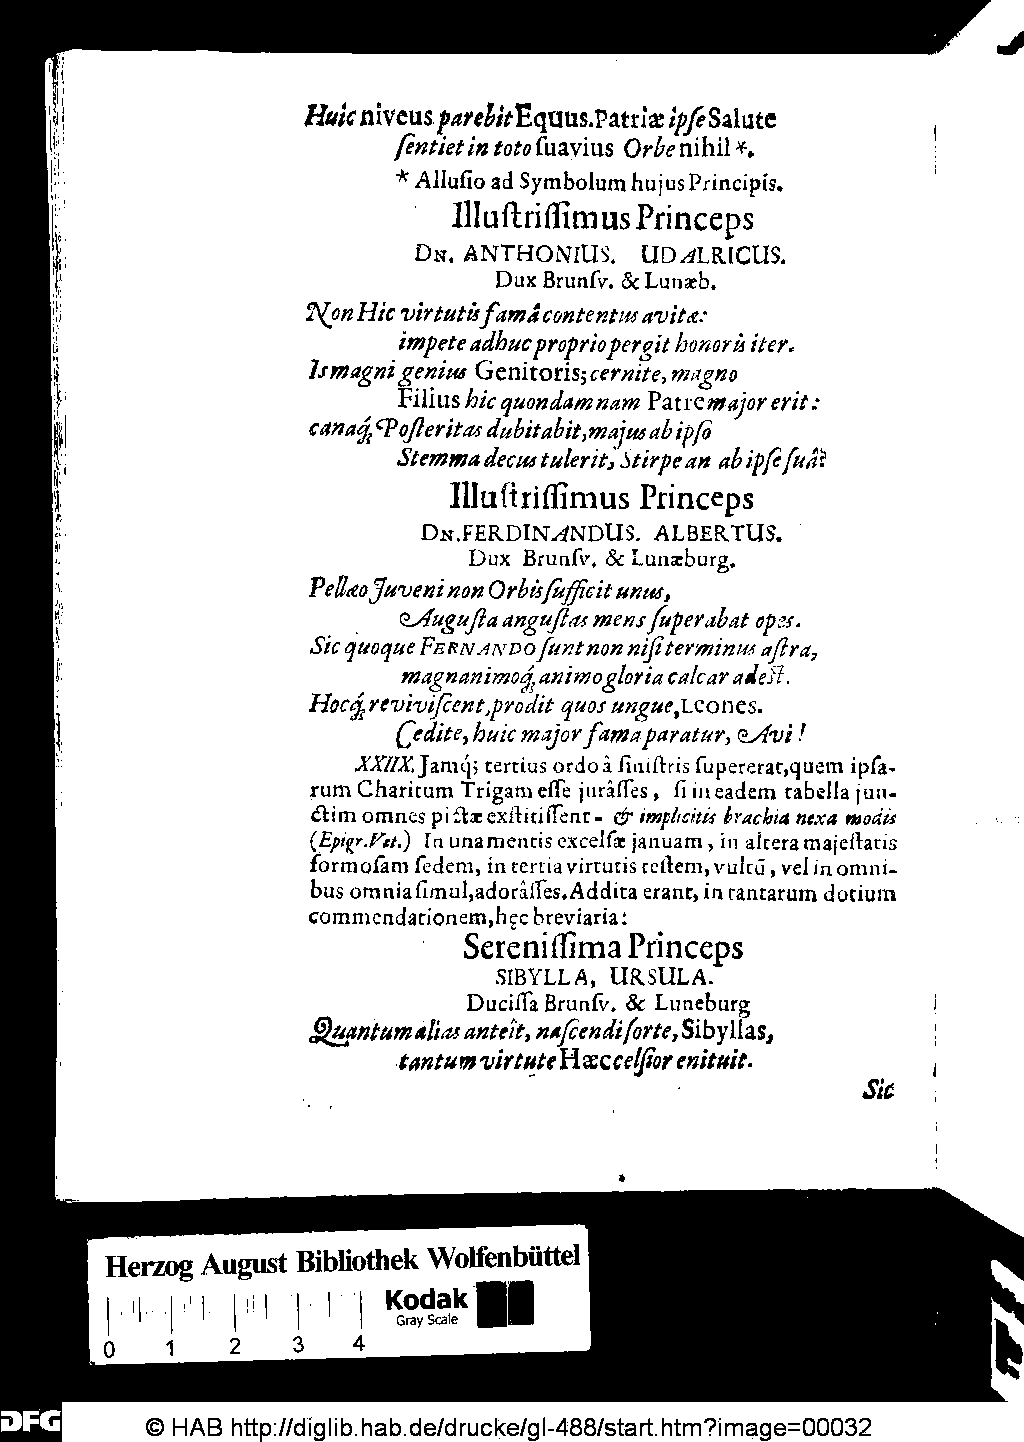 Huic niveus parebit Equus. Patriæ ipſe Salute
ſentiet in toto ſuavius Orbe nihil *.
* Alluſio ad Symbolum hujus Principis.
Illuſtriſſimus Princeps
DN. ANTHONIUS. UDALRICUS.
Dux Brunſv. & Lunæb.
Non Hic virtutis famâ contentus avitæ:
impete adhuc proprio pergit honoris iter.
Is magni genius Genitoris; cernite, magno
Filius hic quondam nam Patre major erit:
canaq́; Poſteritas dubitabit, majus ab ipſo
Stemma decus tulerit, Stirpe an ab ipſe ſuâ?
Illuſtriſſimus Princeps
DN. FERDINANDUS. ALBERTUS.
Dux Brunſv. & Lunæburg.
Pellæo Juveni non Orbis ſufficit unus,
Auguſta anguſtas mens ſuperabat opes.
Sic quoque FERNANDO ſunt non niſi terminus aſtra,
magnanimoq́; animo gloria calcar adeſt.
Hocq́; reviviſcent, prodit quos ungue, Leones.
Cedite, huic major fama paratur, Avi!
XXIIX. Jamq́; tertius ordo à ſiniſtris ſupererat, quem ipſa-
rum Charitum Trigam eſſe jurâſſes, ſi in eadem tabella jun-
ctim omnes pictæ exſtitiſſent - & implicitis brachia nexa modis
(Epigr. Vet.) In una mentis excelſæ januam, in altera majeſtatis
formoſam ſedem, in tertia virtutis teſtem, vultū, vel in omni-
bus omnia ſimul, adorâſſes. Addita erant, in tantarum dotium
commendationem, hęc breviaria:
Sereniſſima Princeps
SIBYLLA, URSULA.
Duciſſa Brunſv. & Luneburg
Quantum alias anteît, naſcendi ſorte, Sibyllas,
tantum virtute Hæc celſior enituit.
Sic
Herzog August Bibliothek Wolfenbüttel
Kodak
Gray Scale
0 1 2 3 4
DFG
© HAB http://diglib.hab.de/drucke/gl-488/start.htm?image=00032